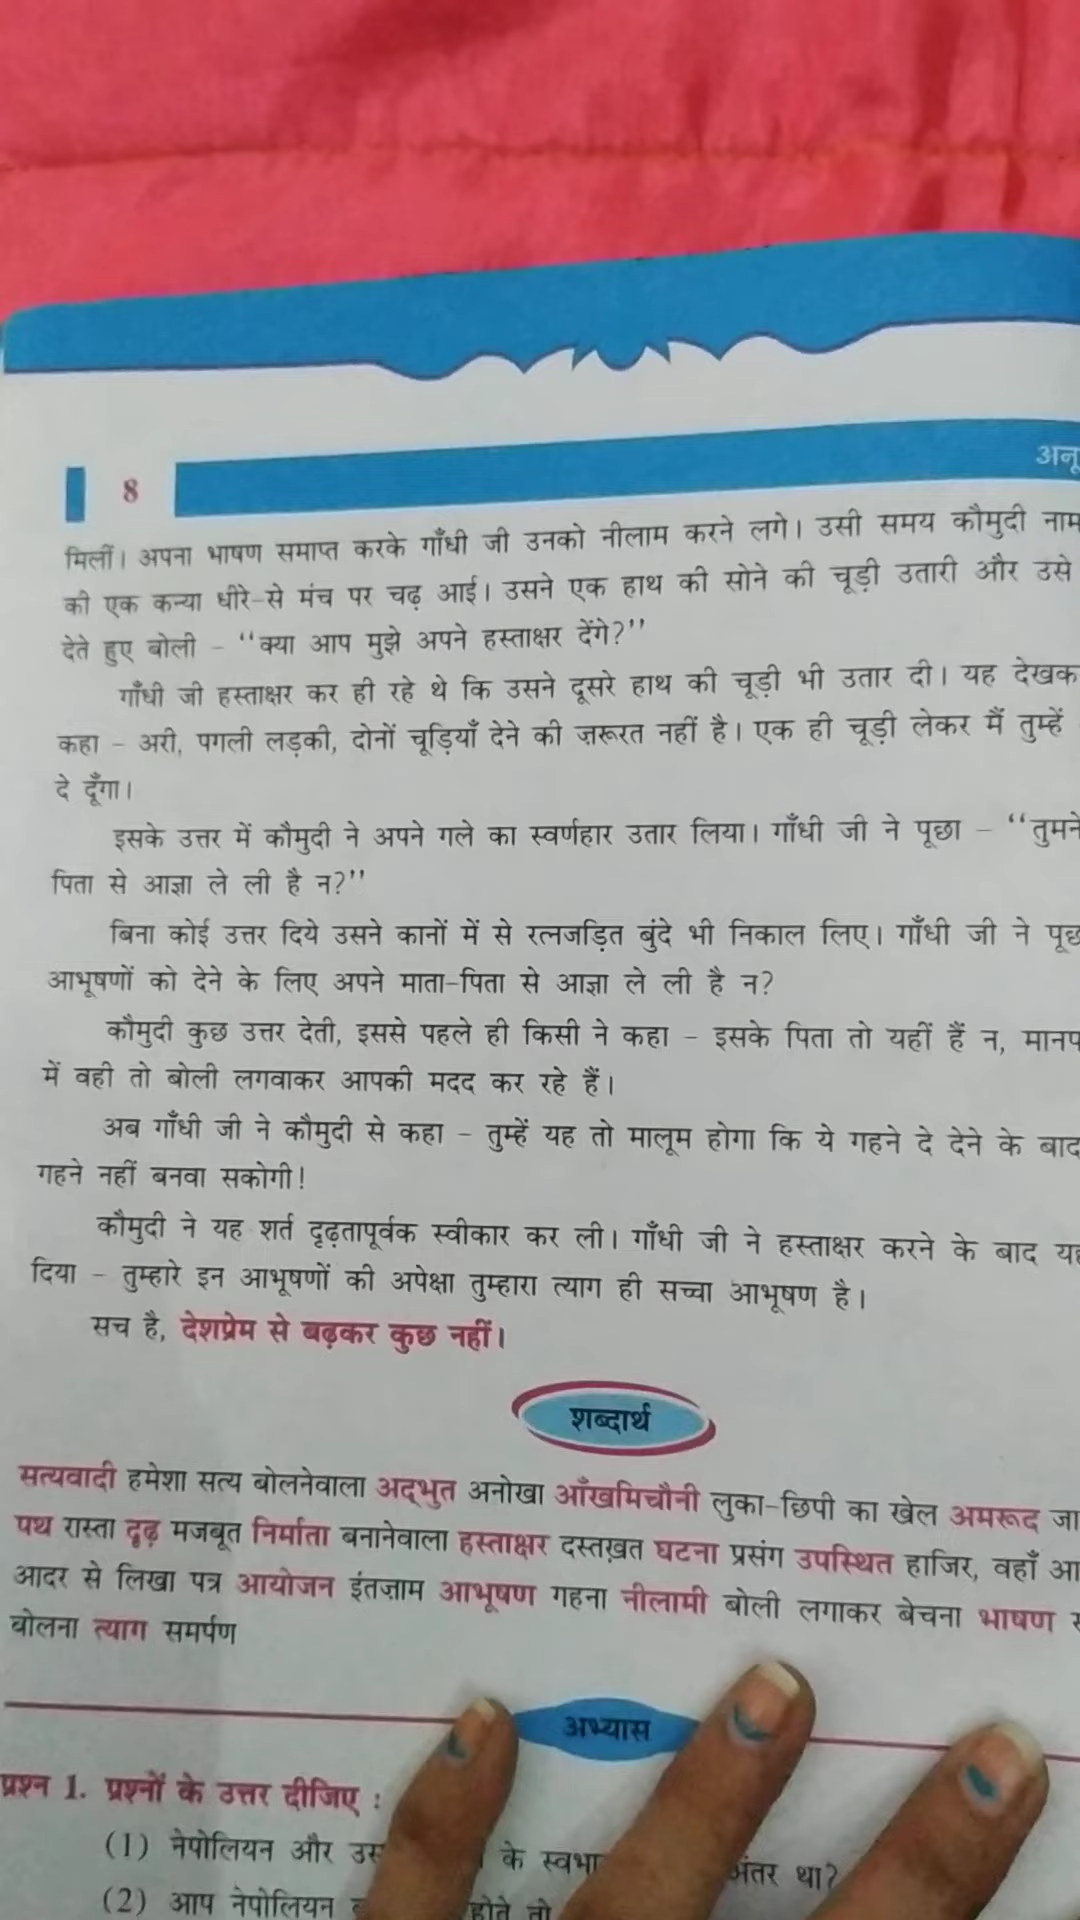 8
अनू
मिलीं। अपना भाषण समाप्त करके गाँधी जी उनको नीलाम करने लगे। उसी समय कौमुदी नाम
की एक कन्या धीरे-से मंच पर चढ़ आई। उसने एक हाथ की सोने की चूड़ी उतारी और उसे
देते हुए बोली - ‘‘क्या आप मुझे अपने हस्ताक्षर देंगे?’’
गाँधी जी हस्ताक्षर कर ही रहे थे कि उसने दूसरे हाथ की चूड़ी भी उतार दी। यह देखक
कहा - अरी, पगली लड़की, दोनों चूड़ियाँ देने की ज़रूरत नहीं है। एक ही चूड़ी लेकर मैं तुम्हें
दे दूँगा।
इसके उत्तर में कौमुदी ने अपने गले का स्वर्णहार उतार लिया। गाँधी जी ने पूछा - ‘‘तुमने
पिता से आज्ञा ले ली है न?’’
बिना कोई उत्तर दिये उसने कानों में से रत्नजड़ित बुंदे भी निकाल लिए। गाँधी जी ने पूछ
आभूषणों को देने के लिए अपने माता-पिता से आज्ञा ले ली है न?
कौमुदी कुछ उत्तर देती, इससे पहले ही किसी ने कहा - इसके पिता तो यहीं हैं न, मानप
में वही तो बोली लगवाकर आपकी मदद कर रहे हैं।
अब गाँधी जी ने कौमुदी से कहा - तुम्हें यह तो मालूम होगा कि ये गहने दे देने के बाद
गहने नहीं बनवा सकोगी!
कौमुदी ने यह शर्त दृढ़तापूर्वक स्वीकार कर ली। गाँधी जी ने हस्ताक्षर करने के बाद यह
दिया - तुम्हारे इन आभूषणों की अपेक्षा तुम्हारा त्याग ही सच्चा आभूषण है।
सच है, देशप्रेम से बढ़कर कुछ नहीं।
शब्दार्थ
सत्यवादी हमेशा सत्य बोलनेवाला अद्भुत अनोखा आँखमिचौनी लुका-छिपी का खेल अमरूद जा
पथ रास्ता दृढ़ मजबूत निर्माता बनानेवाला हस्ताक्षर दस्तख़त घटना प्रसंग उपस्थित हाजिर, वहाँ आ
आदर से लिखा पत्र आयोजन इंतज़ाम आभूषण गहना नीलामी बोली लगाकर बेचना भाषण
बोलना त्याग समर्पण
अभ्यास
प्रश्न 1. प्रश्नों के उत्तर दीजिए :
(1) नेपोलियन और उस के स्वभा अंतर था?
(2) आप नेपोलियन होते तो